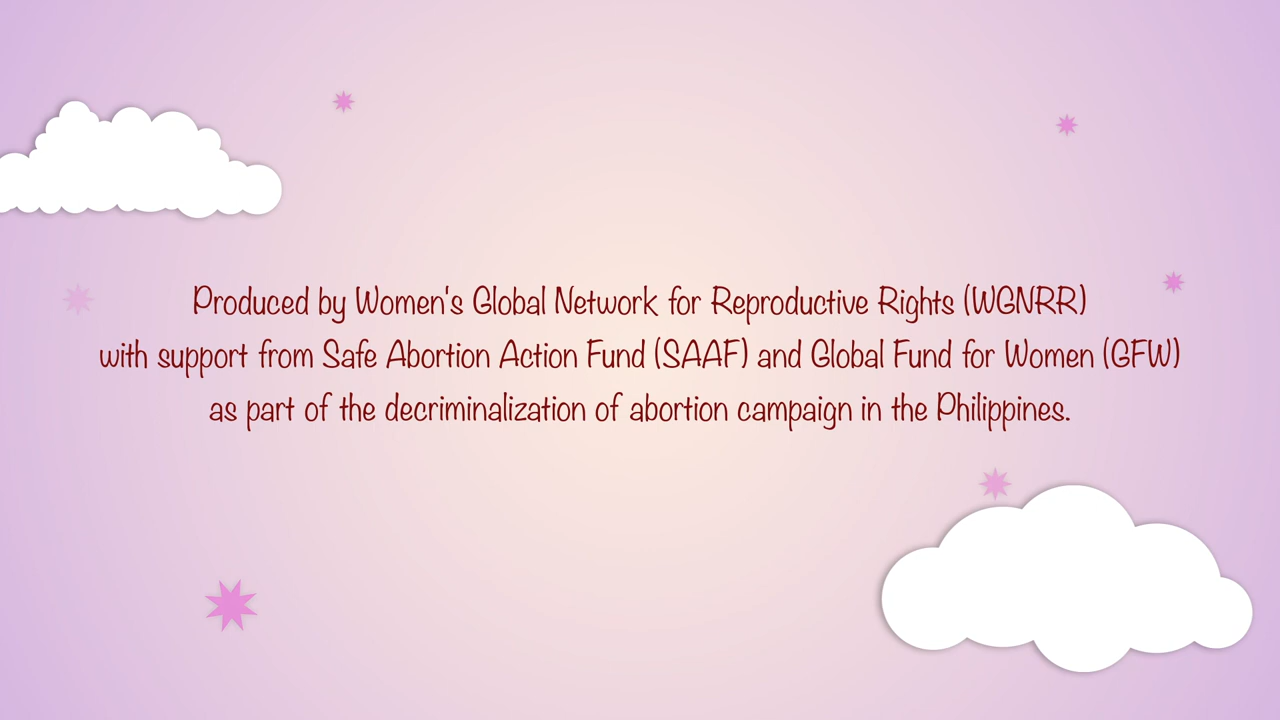 Produced by Women's Global Network for Reproductive Rights (WGNRR)
with support from Safe Abortion Action Fund (SAAF) and Global Fund for Women (GFW)
as part of the decriminalization of abortion campaign in the Philippines.